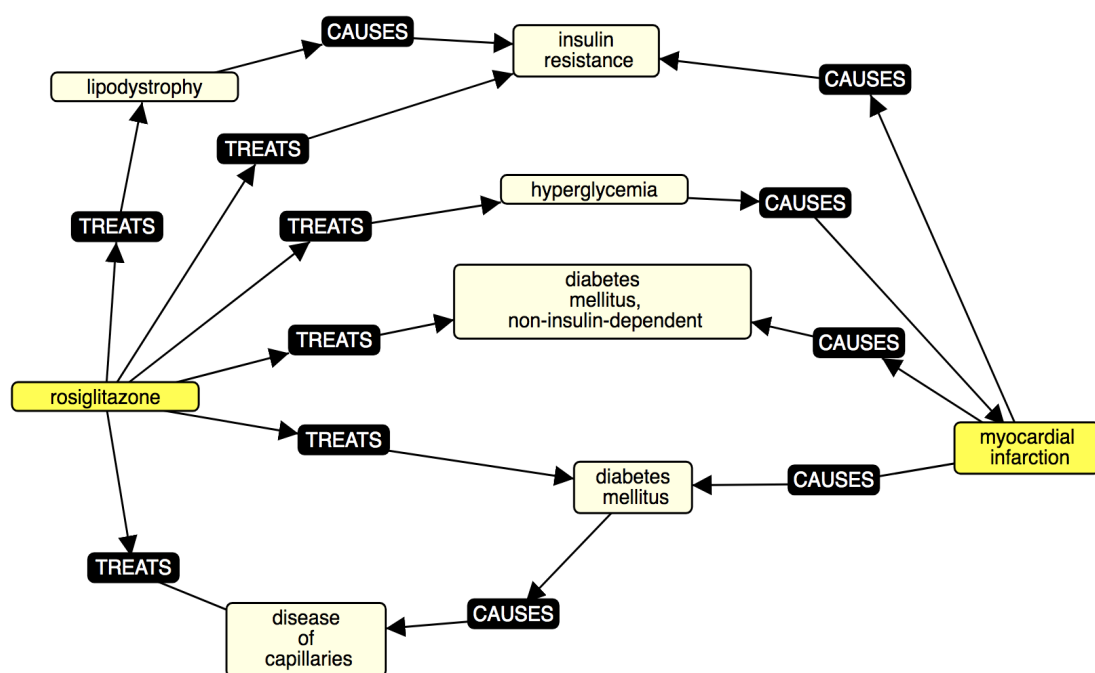 CAUSES
insulin
resistance
CAUSES
lipodystrophy
TREATS
hyperglycemia
CAUSES
TREATS
TREATS
diabetes
mellitus,
non-insulin-dependent
TREATS
CAUSES
rosiglitazone
TREATS
myocardial
infarction
diabetes
mellitus
CAUSES
TREATS
CAUSES
disease
of
capillaries